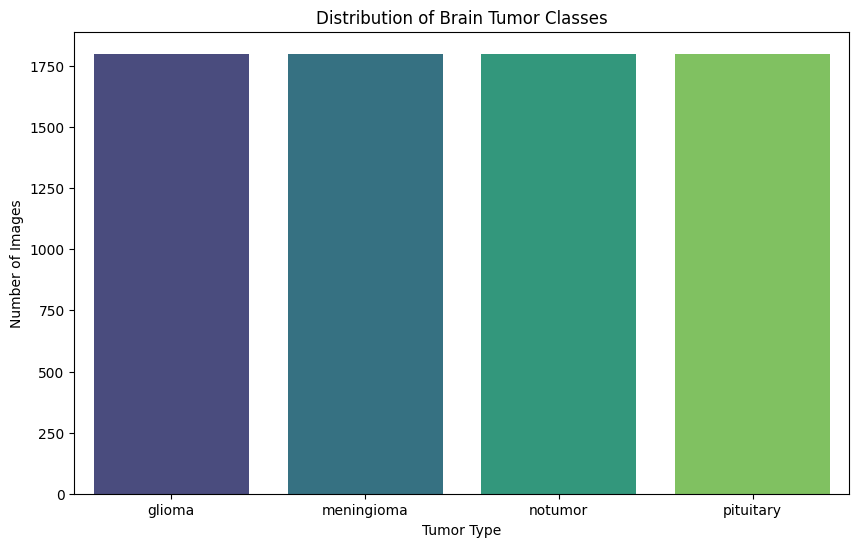 Distribution of Brain Tumor Classes
Number of Images
1750
1500
1250
1000
750
500
250
0
glioma meningioma notumor pituitary
Tumor Type